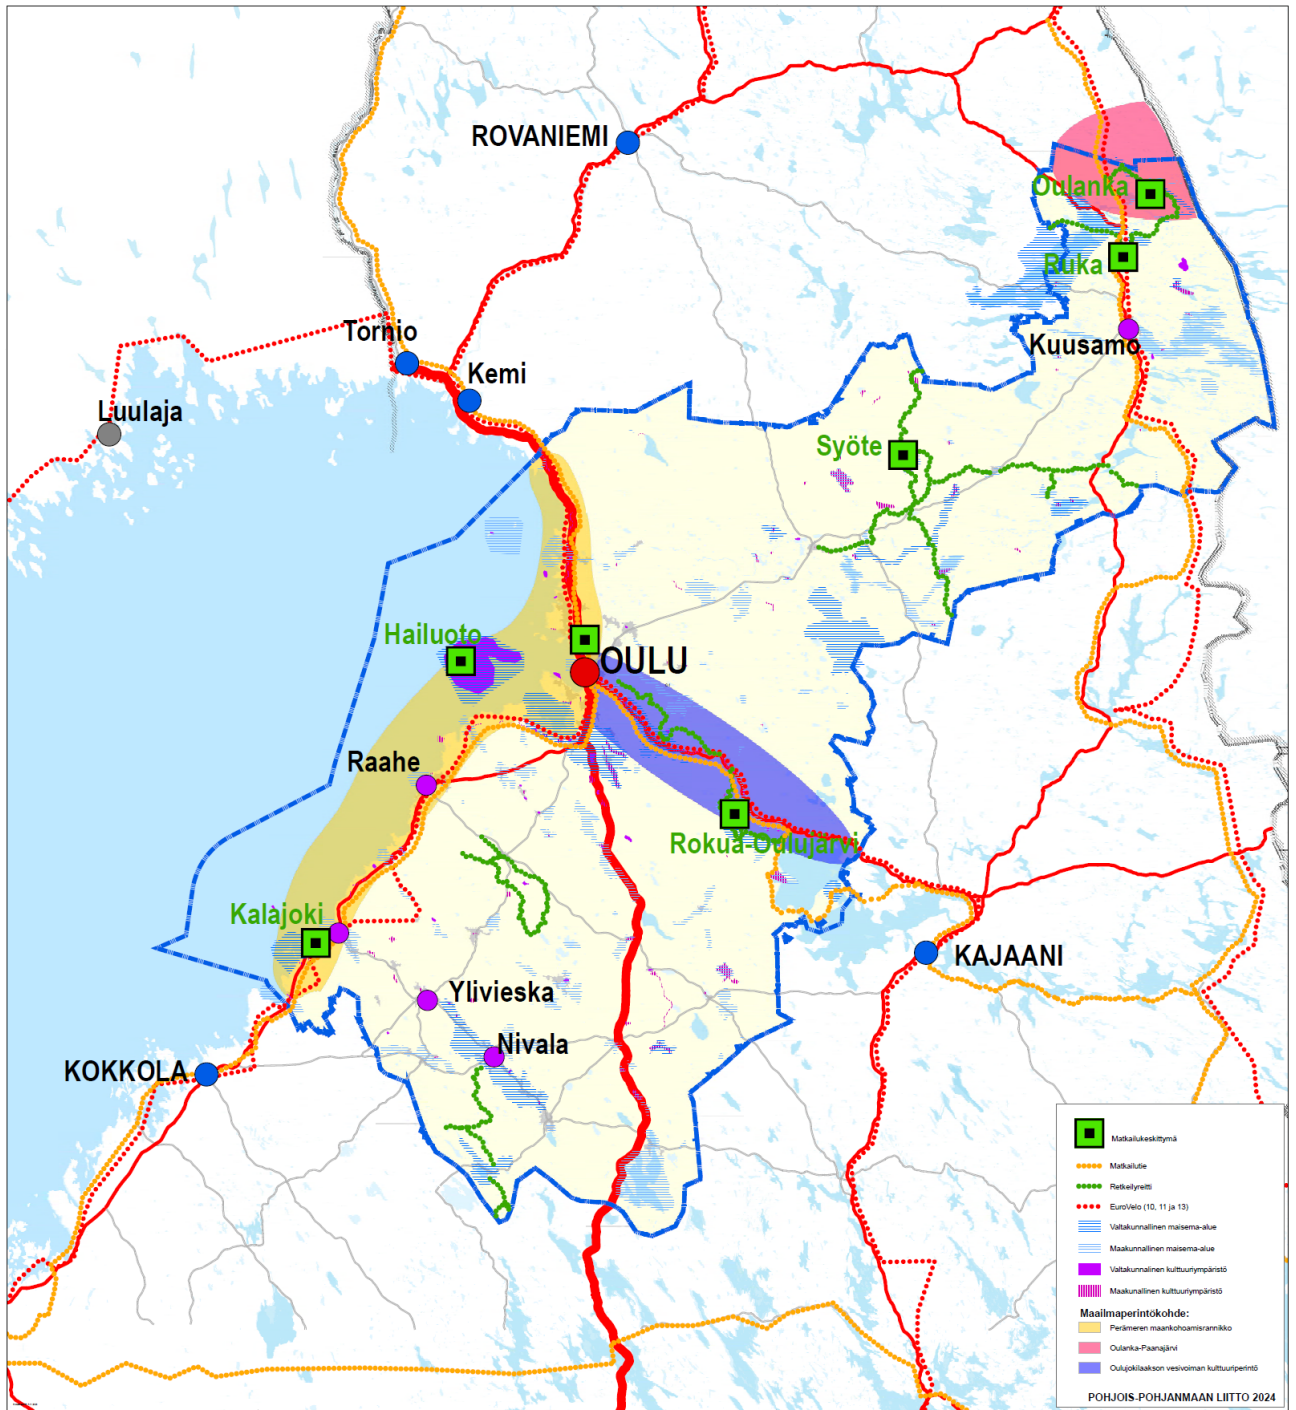 ROVANIEMI
Oulanka
Ruka
Tornio
Kuusamo
Kemi
Luulaja
Syöte
Hailuoto
OULU
Raahe
Rokua-Oulujärvi
Kalajoki
KAJAANI
Ylivieska
Nivala
KOKKOLA
Matkailukeskittymä
Matkailutie
Retkeilyreitti
EuroVelo (10, 11 ja 13)
Valtakunnallinen maisema-alue
Maakunnallinen maisema-alue
Valtakunnalinen kulttuuriympäristö
Maakunallinen kulttuuriympäristö
Maailmaperintökohde:
Perämeren maankohoamisrannikko
Oulanka-Paanajärvi
Oulujokilaakson vesivoiman kulttuuriperintö
POHJOIS-POHJANMAAN LIITTO 2024